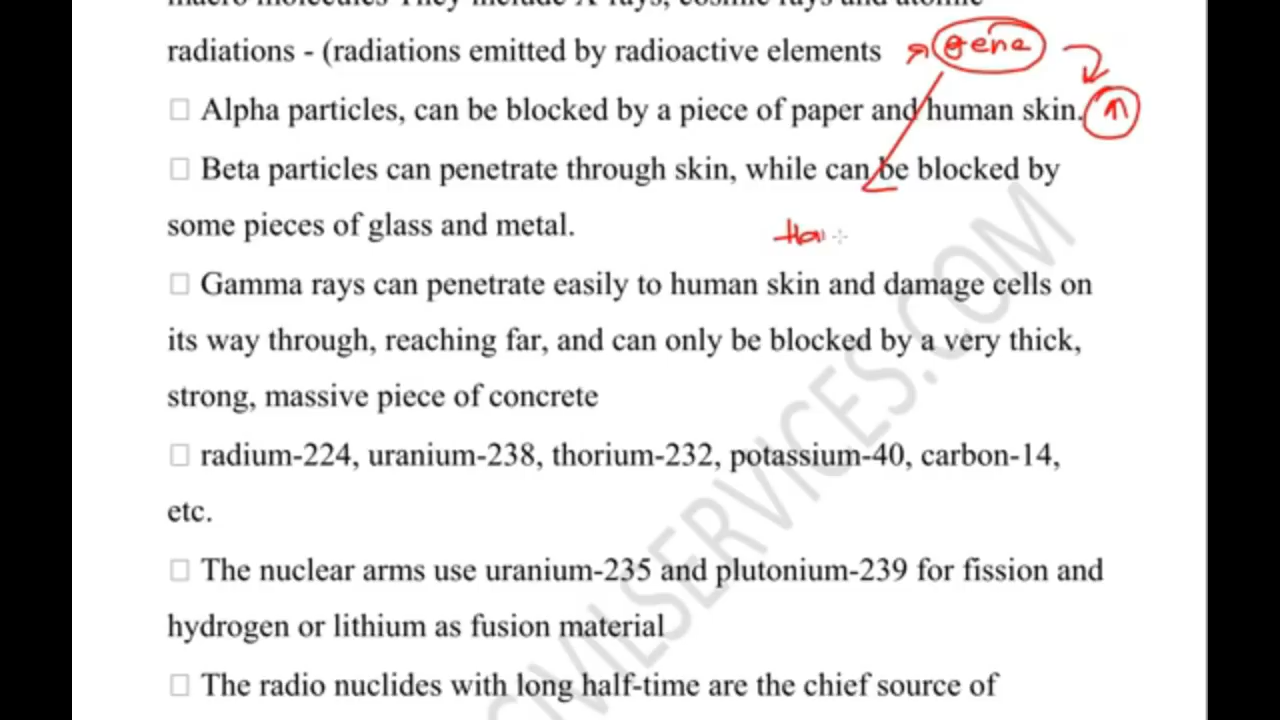 radiations - (radiations emitted by radioactive elements
gene
Alpha particles, can be blocked by a piece of paper and human skin.
Beta particles can penetrate through skin, while can be blocked by
some pieces of glass and metal.
Gamma rays can penetrate easily to human skin and damage cells on
its way through, reaching far, and can only be blocked by a very thick,
strong, massive piece of concrete
radium-224, uranium-238, thorium-232, potassium-40, carbon-14,
etc.
The nuclear arms use uranium-235 and plutonium-239 for fission and
hydrogen or lithium as fusion material
The radio nuclides with long half-time are the chief source of
CIVILSERVICES.COM